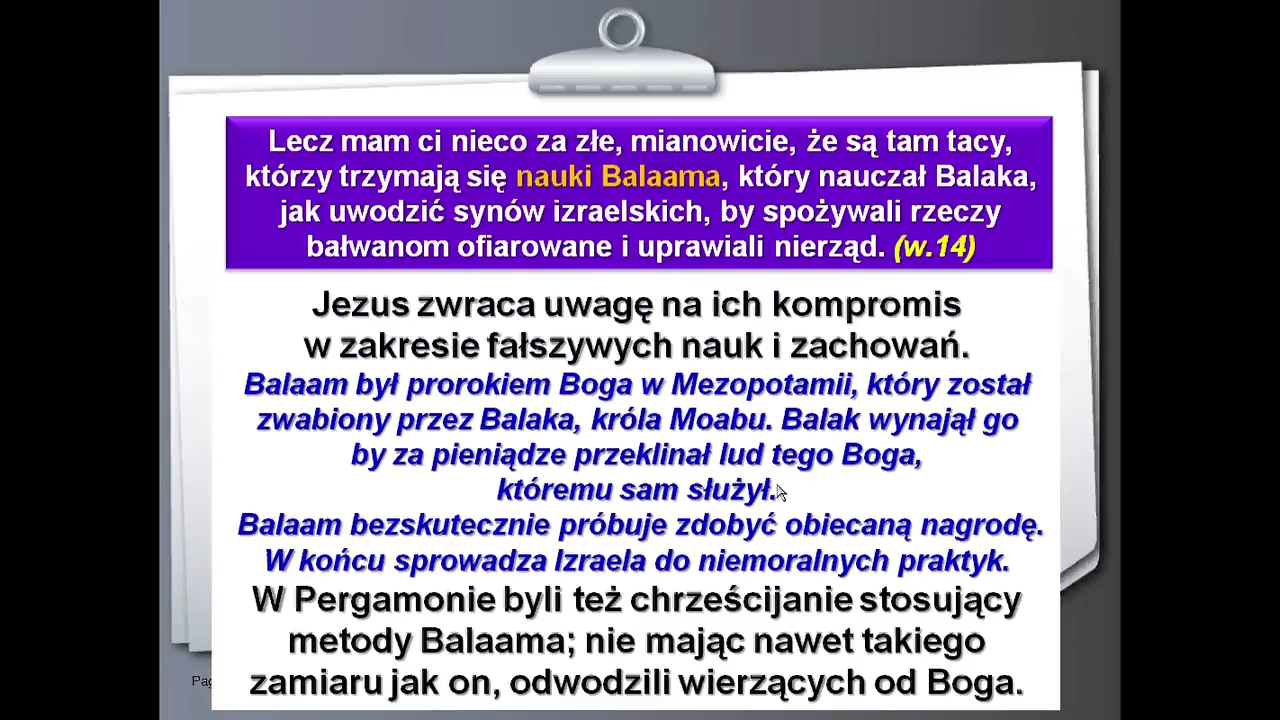 Lecz mam ci nieco za złe, mianowicie, że są tam tacy,
którzy trzymają się nauki Balaama, który nauczał Balaka,
jak uwodzić synów izraelskich, by spożywali rzeczy
bałwanom ofiarowane i uprawiali nierząd. (w.14)
Jezus zwraca uwagę na ich kompromis
w zakresie fałszywych nauk i zachowań.
Balaam był prorokiem Boga w Mezopotamii, który został
zwabiony przez Balaka, króla Moabu. Balak wynajął go
by za pieniądze przeklinał lud tego Boga,
któremu sam służył.
Balaam bezskutecznie próbuje zdobyć obiecaną nagrodę.
W końcu sprowadza Izraela do niemoralnych praktyk.
W Pergamonie byli też chrześcijanie stosujący
metody Balaama; nie mając nawet takiego
zamiaru jak on, odwodzili wierzących od Boga.